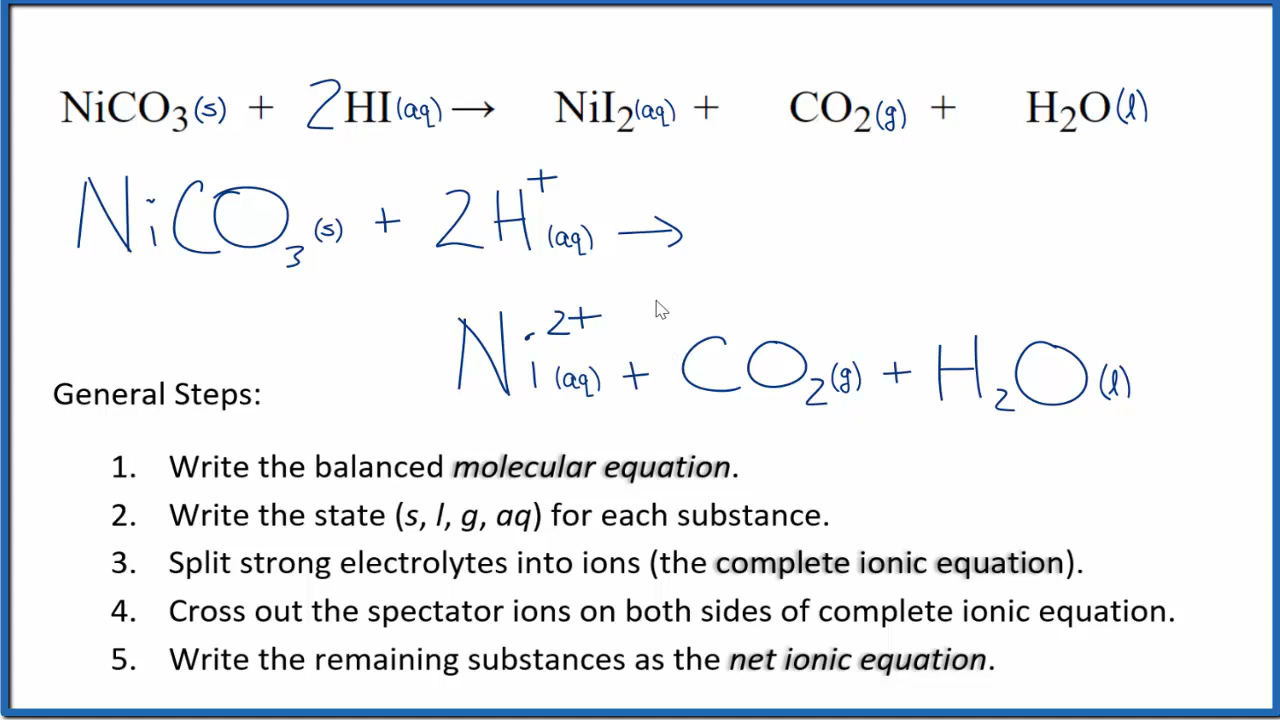 NiCO₃(s) + 2HI(aq) → NiI₂(aq) + CO₂(g) + H₂O(l)
NiCO₃(s) + 2H⁺(aq) →
Ni²⁺(aq) + CO₂(g) + H₂O(l)
General Steps:
1. Write the balanced molecular equation.
2. Write the state (s, l, g, aq) for each substance.
3. Split strong electrolytes into ions (the complete ionic equation).
4. Cross out the spectator ions on both sides of complete ionic equation.
5. Write the remaining substances as the net ionic equation.